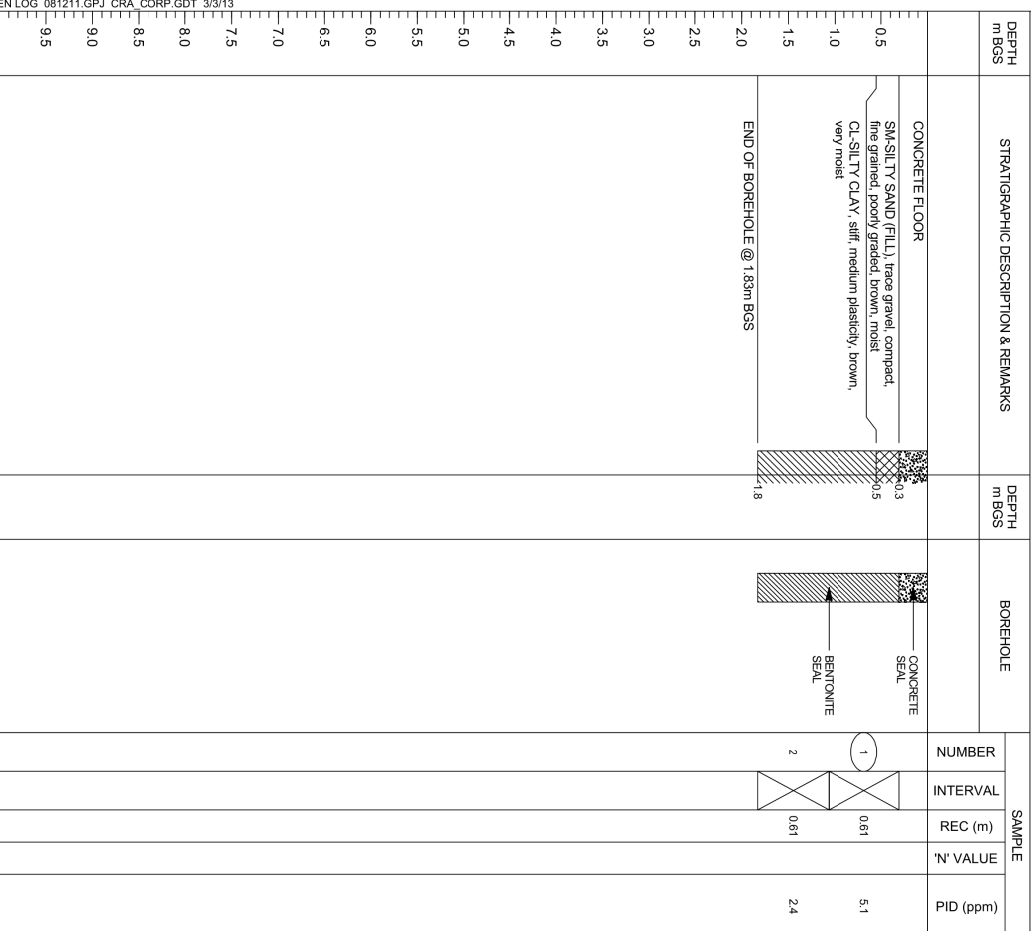 EN LOG 081211.GPJ CRA_CORP.GDT 3/3/13
DEPTH
m BGS
STRATIGRAPHIC DESCRIPTION & REMARKS
DEPTH
m BGS
BOREHOLE
SAMPLE
NUMBER
INTERVAL
REC (m)
'N' VALUE
PID (ppm)
CONCRETE FLOOR
SM-SILTY SAND (FILL), trace gravel, compact,
fine grained, poorly graded, brown, moist
CL-SILTY CLAY, stiff, medium plasticity, brown,
very moist
END OF BOREHOLE @ 1.83m BGS
0.3
0.5
1.8
CONCRETE
SEAL
BENTONITE
SEAL
1
0.61
5.1
2
0.61
2.4
0.5
1.0
1.5
2.0
2.5
3.0
3.5
4.0
4.5
5.0
5.5
6.0
6.5
7.0
7.5
8.0
8.5
9.0
9.5